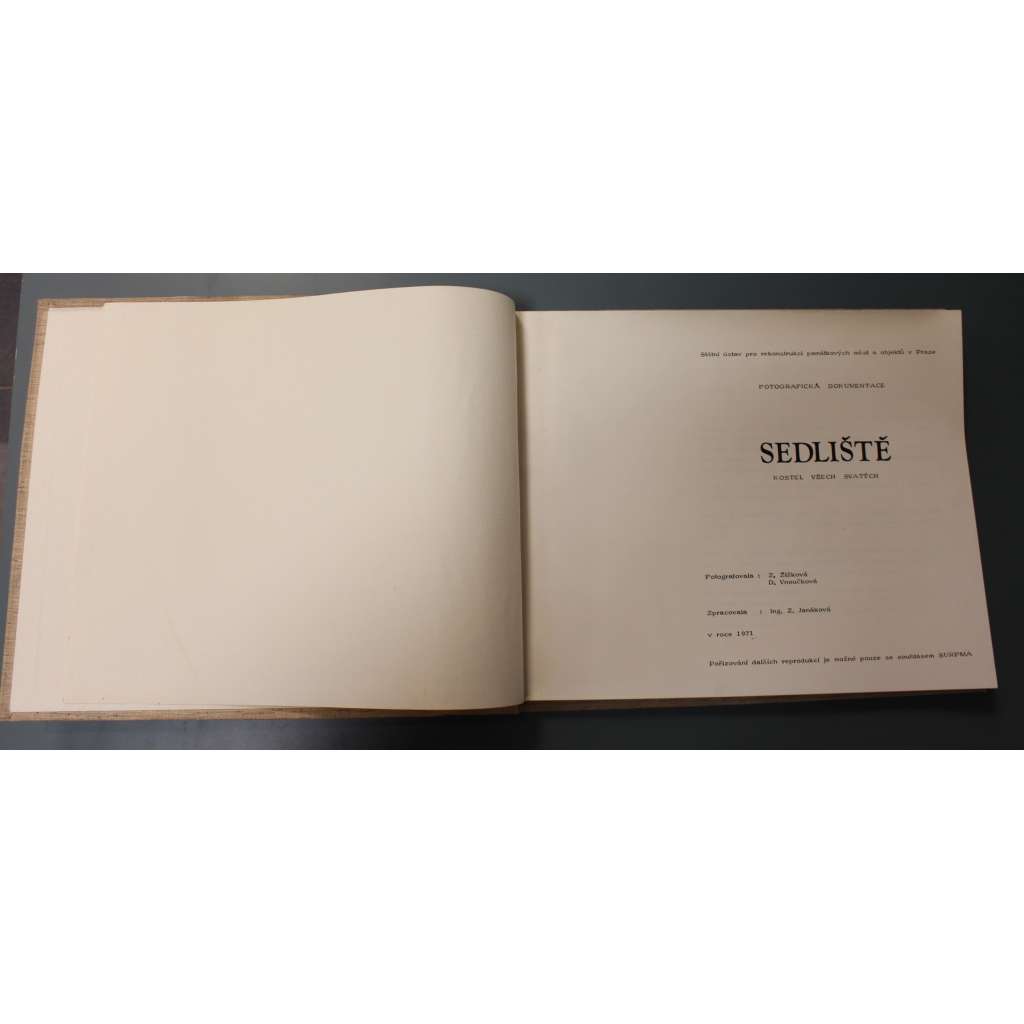 Státní ústav pro rekonstrukci památkových měst a objektů v Praze
FOTOGRAFICKÁ DOKUMENTACE
SEDLIŠTĚ
KOSTEL VŠECH SVATÝCH
Fotografovala : Z. Žižková
D. Vnoučková
Zpracovala : Ing. Z. Janáková
v roce 1971
Pořizování dalších reprodukcí je možné pouze se souhlasem SURPMA